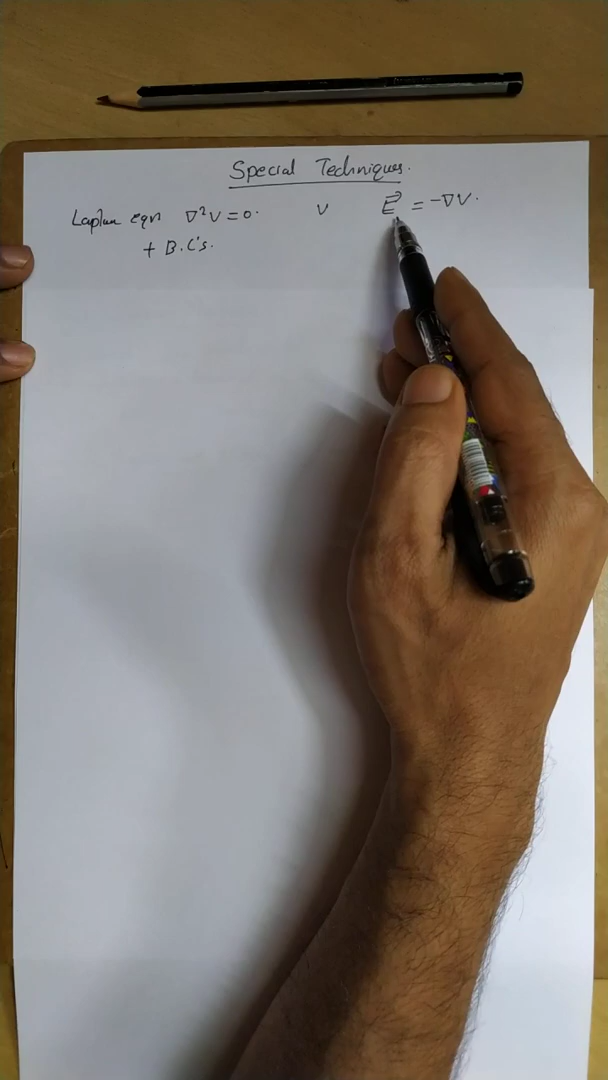 Special Techniques.
Laplace eqn ∇²V = 0. V E⃗ = -∇V.
+ B.C's.